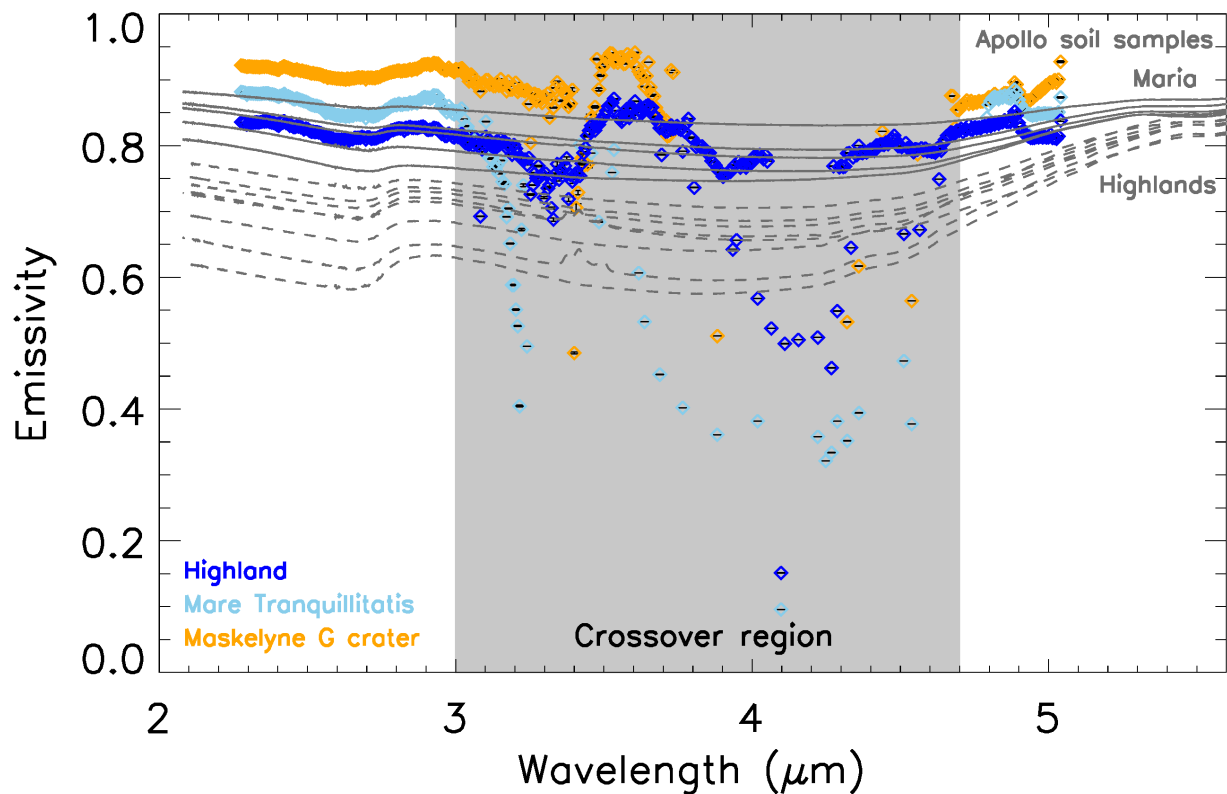 1.0
0.8
0.6
0.4
0.2
0.0
Emissivity
Apollo soil samples
Maria
Highlands
Highland
Mare Tranquillitatis
Maskelyne G crater
Crossover region
2 3 4 5
Wavelength (μm)